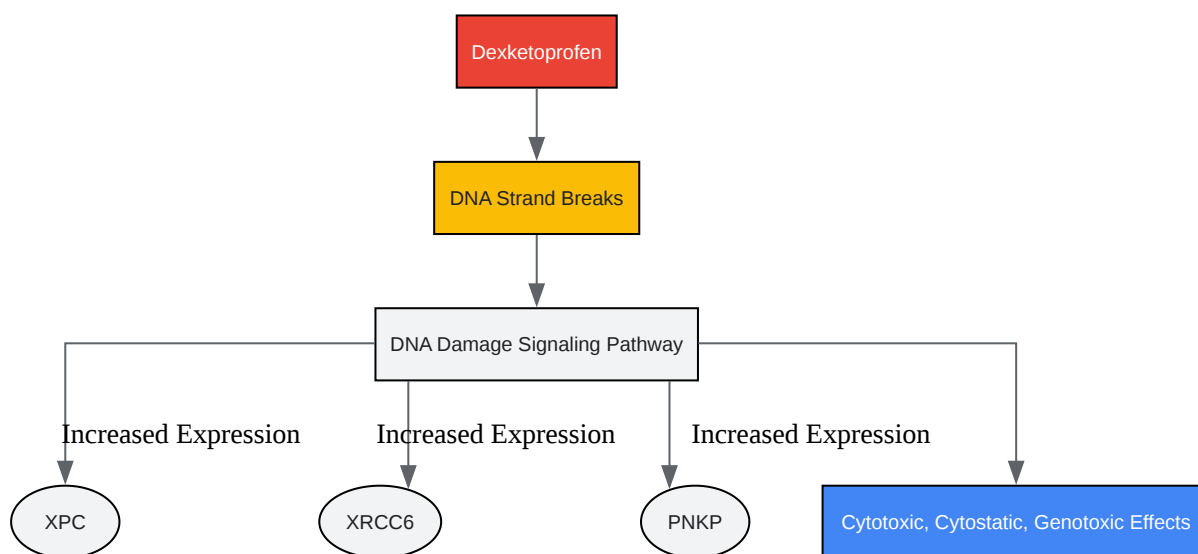 Dexketoprofen
DNA Strand Breaks
DNA Damage Signaling Pathway
Increased Expression
Increased Expression
Increased Expression
XPC
XRCC6
PNKP
Cytotoxic, Cytostatic, Genotoxic Effects